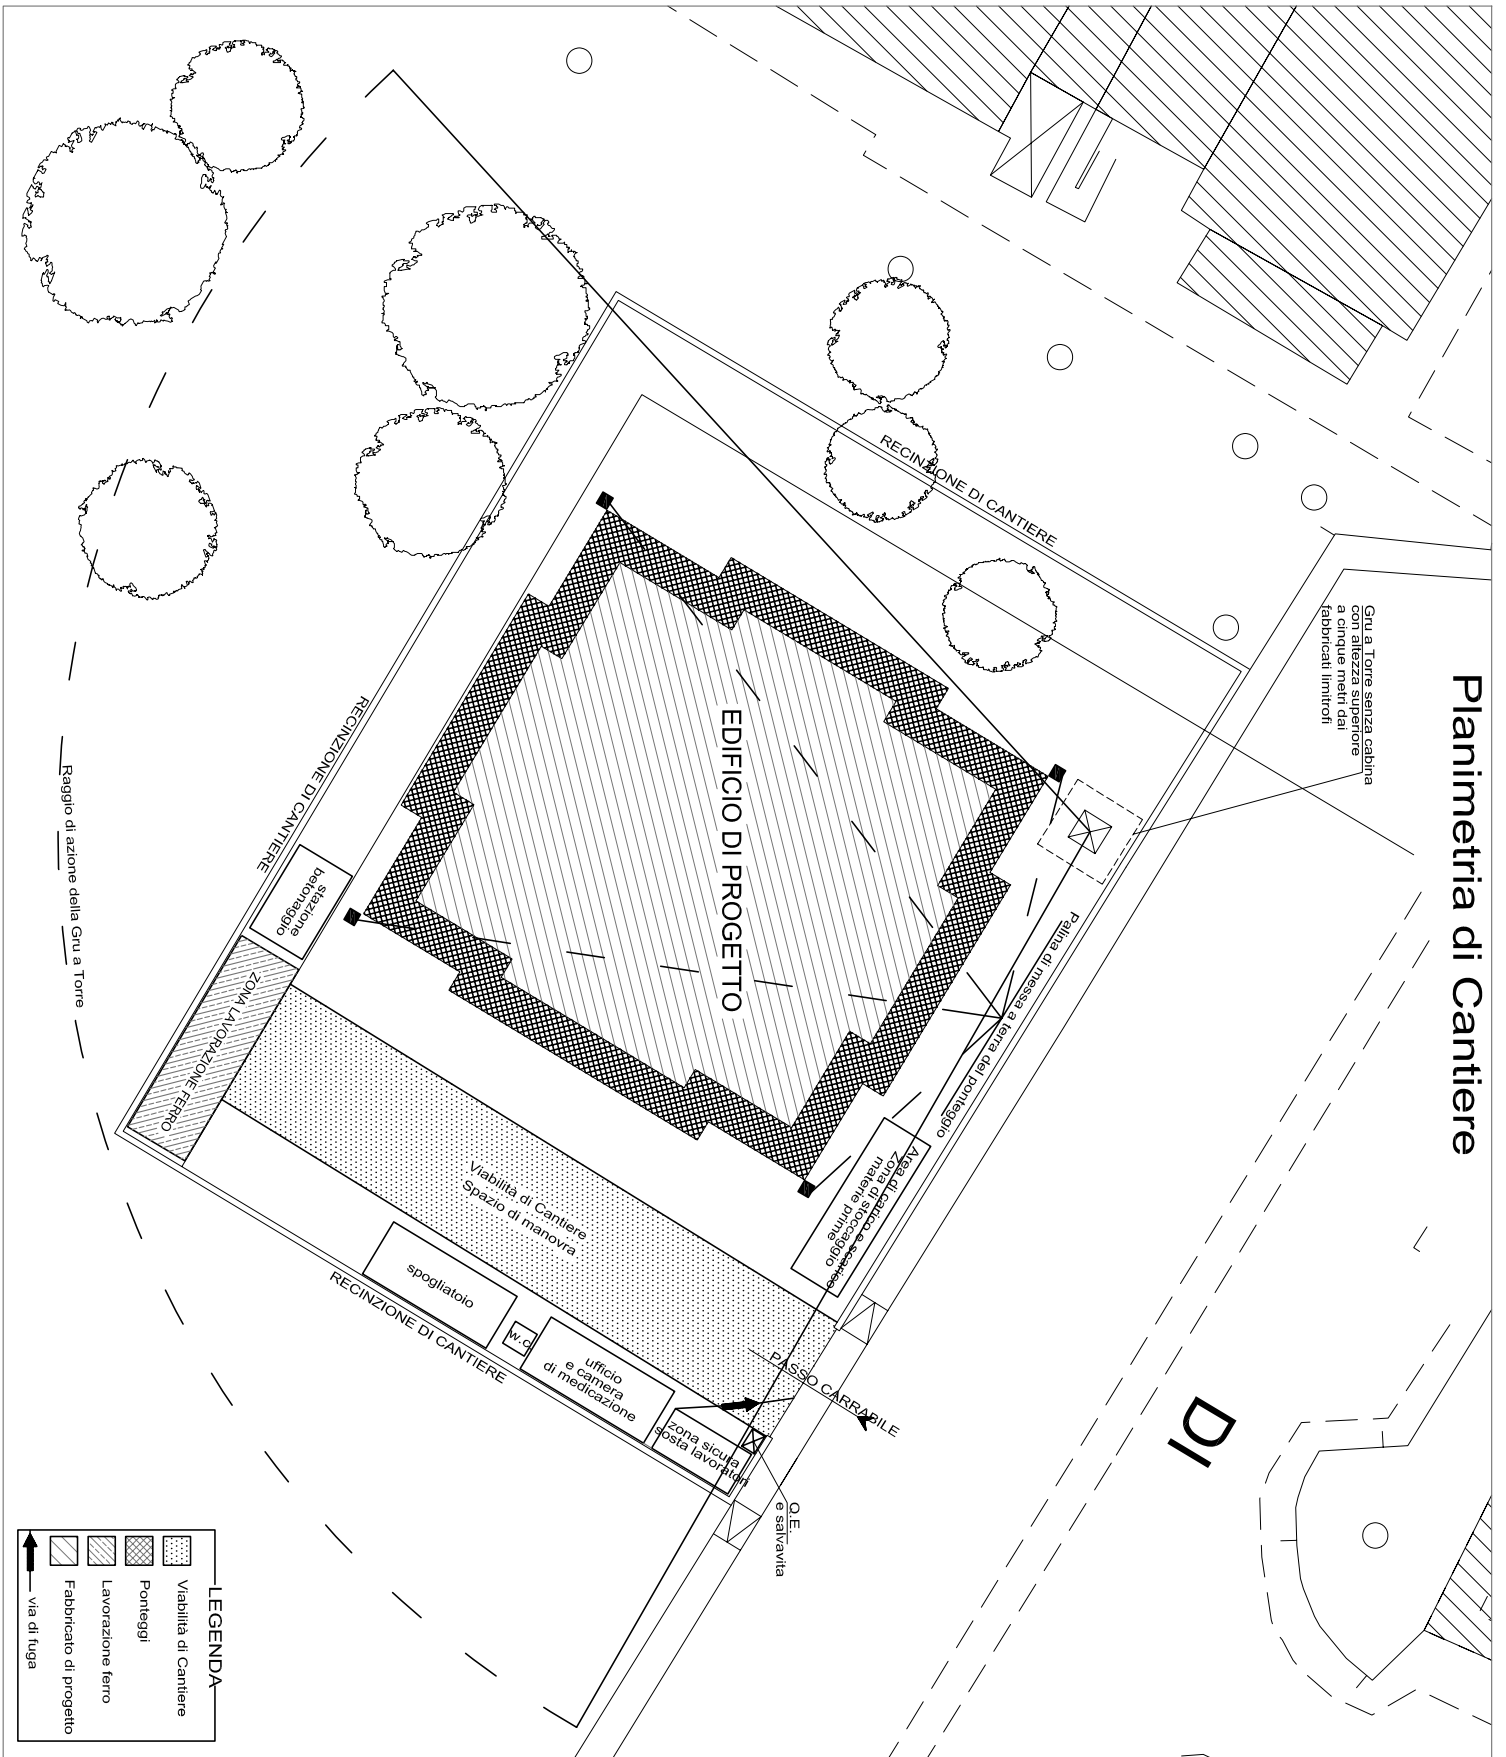 Planimetria di Cantiere
Gru a Torre senza cabina
con altezza superiore
a cinque metri dai
fabbricati limitrofi
RECINZIONE DI CANTIERE
Palina di messa a terra del ponteggio
DI
EDIFICIO DI PROGETTO
Area di carico e scarico
Zona di stoccaggio
materie prime
PASSO CARRABILE
RECINZIONE DI CANTIERE
stazione
betonaggio
ZONA LAVORAZIONE FERRO
Viabilità di Cantiere
Spazio di manovra
spogliatoio
w.c
ufficio
e camera
di medicazione
zona sicura
sosta lavoratori
Q.E.
e salvavita
RECINZIONE DI CANTIERE
Raggio di azione della Gru a Torre
LEGENDA
Viabilità di Cantiere
Ponteggi
Lavorazione ferro
Fabbricato di progetto
via di fuga